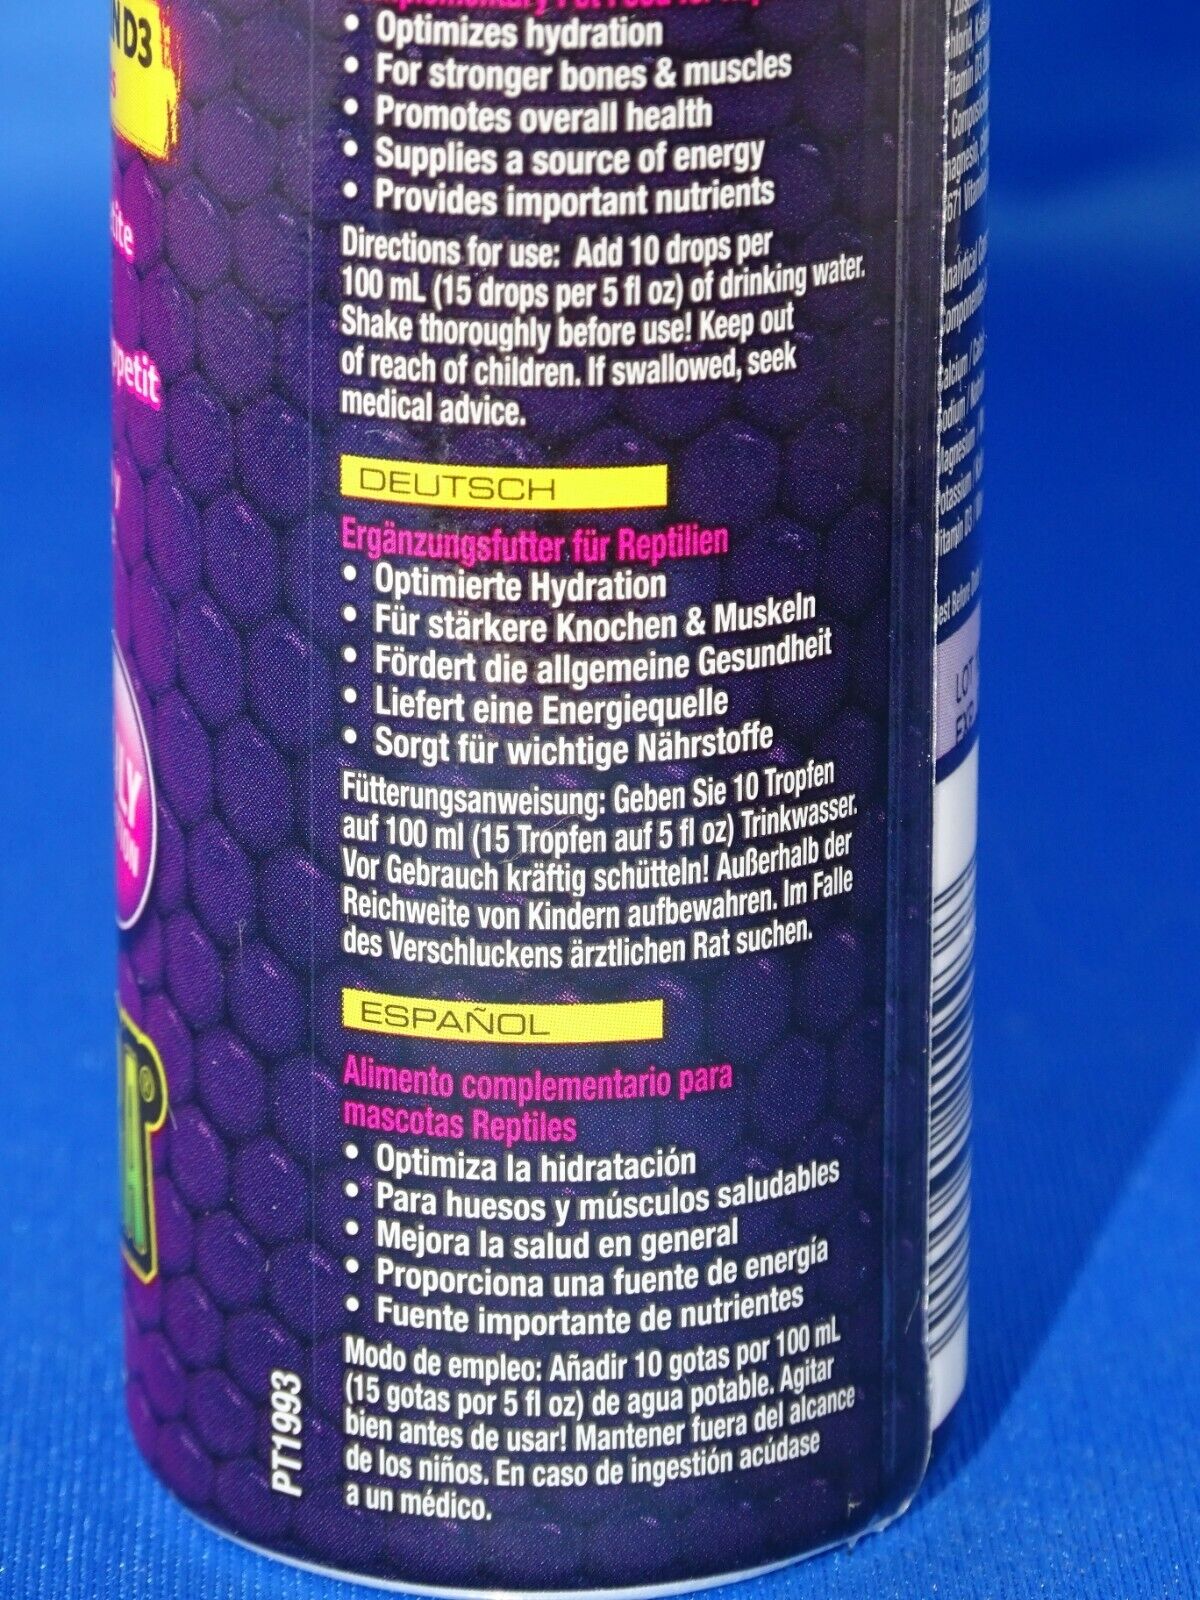 D3
Optimizes hydration
• For stronger bones & muscles
• Promotes overall health
• Supplies a source of energy
• Provides important nutrients
Directions for use: Add 10 drops per
100 mL (15 drops per 5 fl oz) of drinking water.
Shake thoroughly before use! Keep out
of reach of children. If swallowed, seek
medical advice.
DEUTSCH
Ergänzungsfutter für Reptilien
• Optimierte Hydration
• Für stärkere Knochen & Muskeln
• Fördert die allgemeine Gesundheit
• Liefert eine Energiequelle
• Sorgt für wichtige Nährstoffe
Fütterungsanweisung: Geben Sie 10 Tropfen
auf 100 ml (15 Tropfen auf 5 fl oz) Trinkwasser.
Vor Gebrauch kräftig schütteln! Außerhalb der
Reichweite von Kindern aufbewahren. Im Falle
des Verschluckens ärztlichen Rat suchen.
ESPAÑOL
Alimento complementario para
mascotas Reptiles
• Optimiza la hidratación
• Para huesos y músculos saludables
• Mejora la salud en general
• Proporciona una fuente de energía
• Fuente importante de nutrientes
Modo de empleo: Añadir 10 gotas por 100 mL
(15 gotas por 5 fl oz) de agua potable. Agitar
bien antes de usar! Mantener fuera del alcance
de los niños. En caso de ingestión acúdase
a un médico.
PT1993
LOT